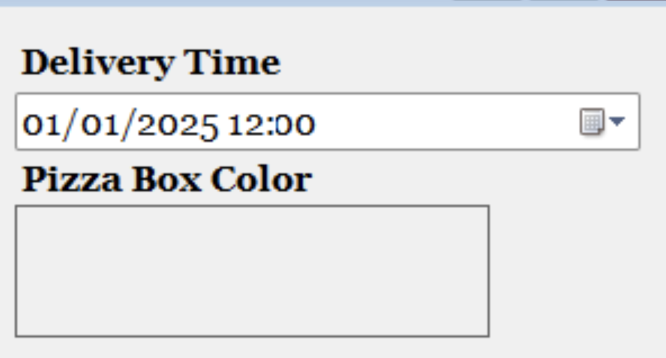 Delivery Time
01/01/2025 12:00
Pizza Box Color